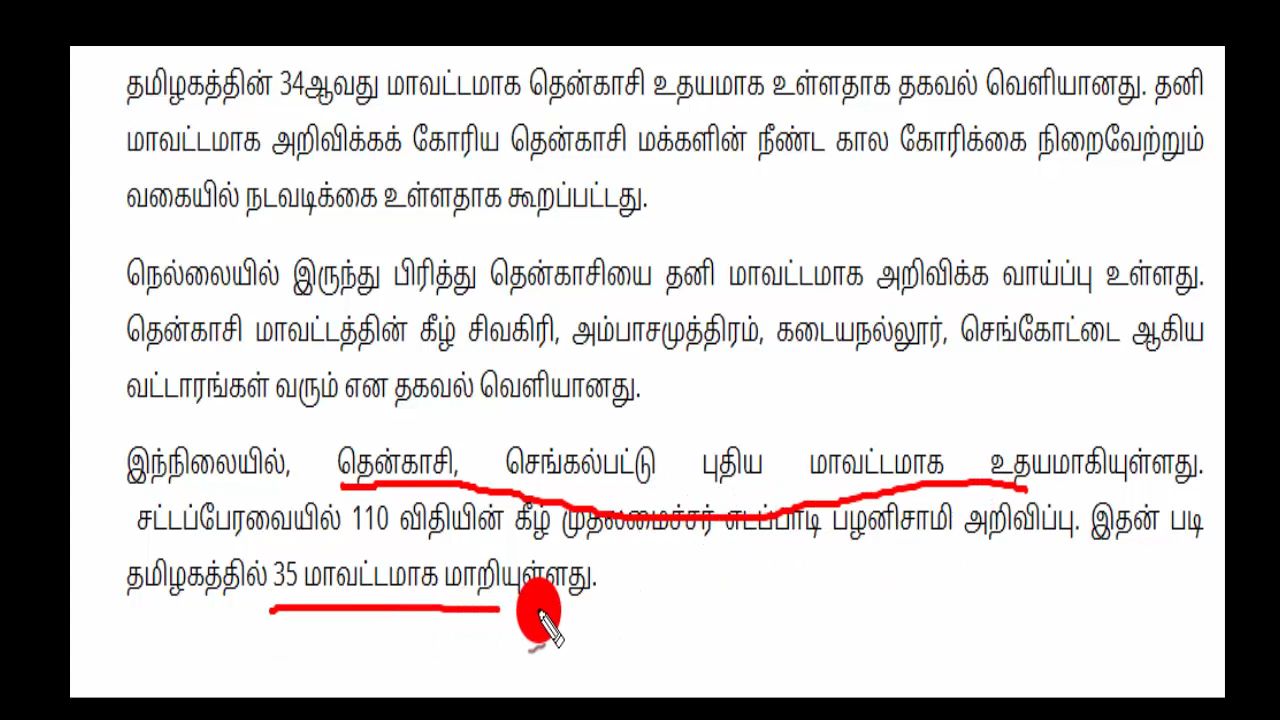 தமிழகத்தின் 34ஆவது மாவட்டமாக தென்காசி உதயமாக உள்ளதாக தகவல் வெளியானது. தனி
மாவட்டமாக அறிவிக்கக் கோரிய தென்காசி மக்களின் நீண்ட கால கோரிக்கை நிறைவேற்றும்
வகையில் நடவடிக்கை உள்ளதாக கூறப்பட்டது.
நெல்லையில் இருந்து பிரித்து தென்காசியை தனி மாவட்டமாக அறிவிக்க வாய்ப்பு உள்ளது.
தென்காசி மாவட்டத்தின் கீழ் சிவகிரி, அம்பாசமுத்திரம், கடையநல்லூர், செங்கோட்டை ஆகிய
வட்டாரங்கள் வரும் என தகவல் வெளியானது.
இந்நிலையில், தென்காசி, செங்கல்பட்டு புதிய மாவட்டமாக உதயமாகியுள்ளது.
சட்டப்பேரவையில் 110 விதியின் கீழ் முதலமைச்சர் எடப்பாடி பழனிசாமி அறிவிப்பு. இதன் படி
தமிழகத்தில் 35 மாவட்டமாக மாறியுள்ளது.